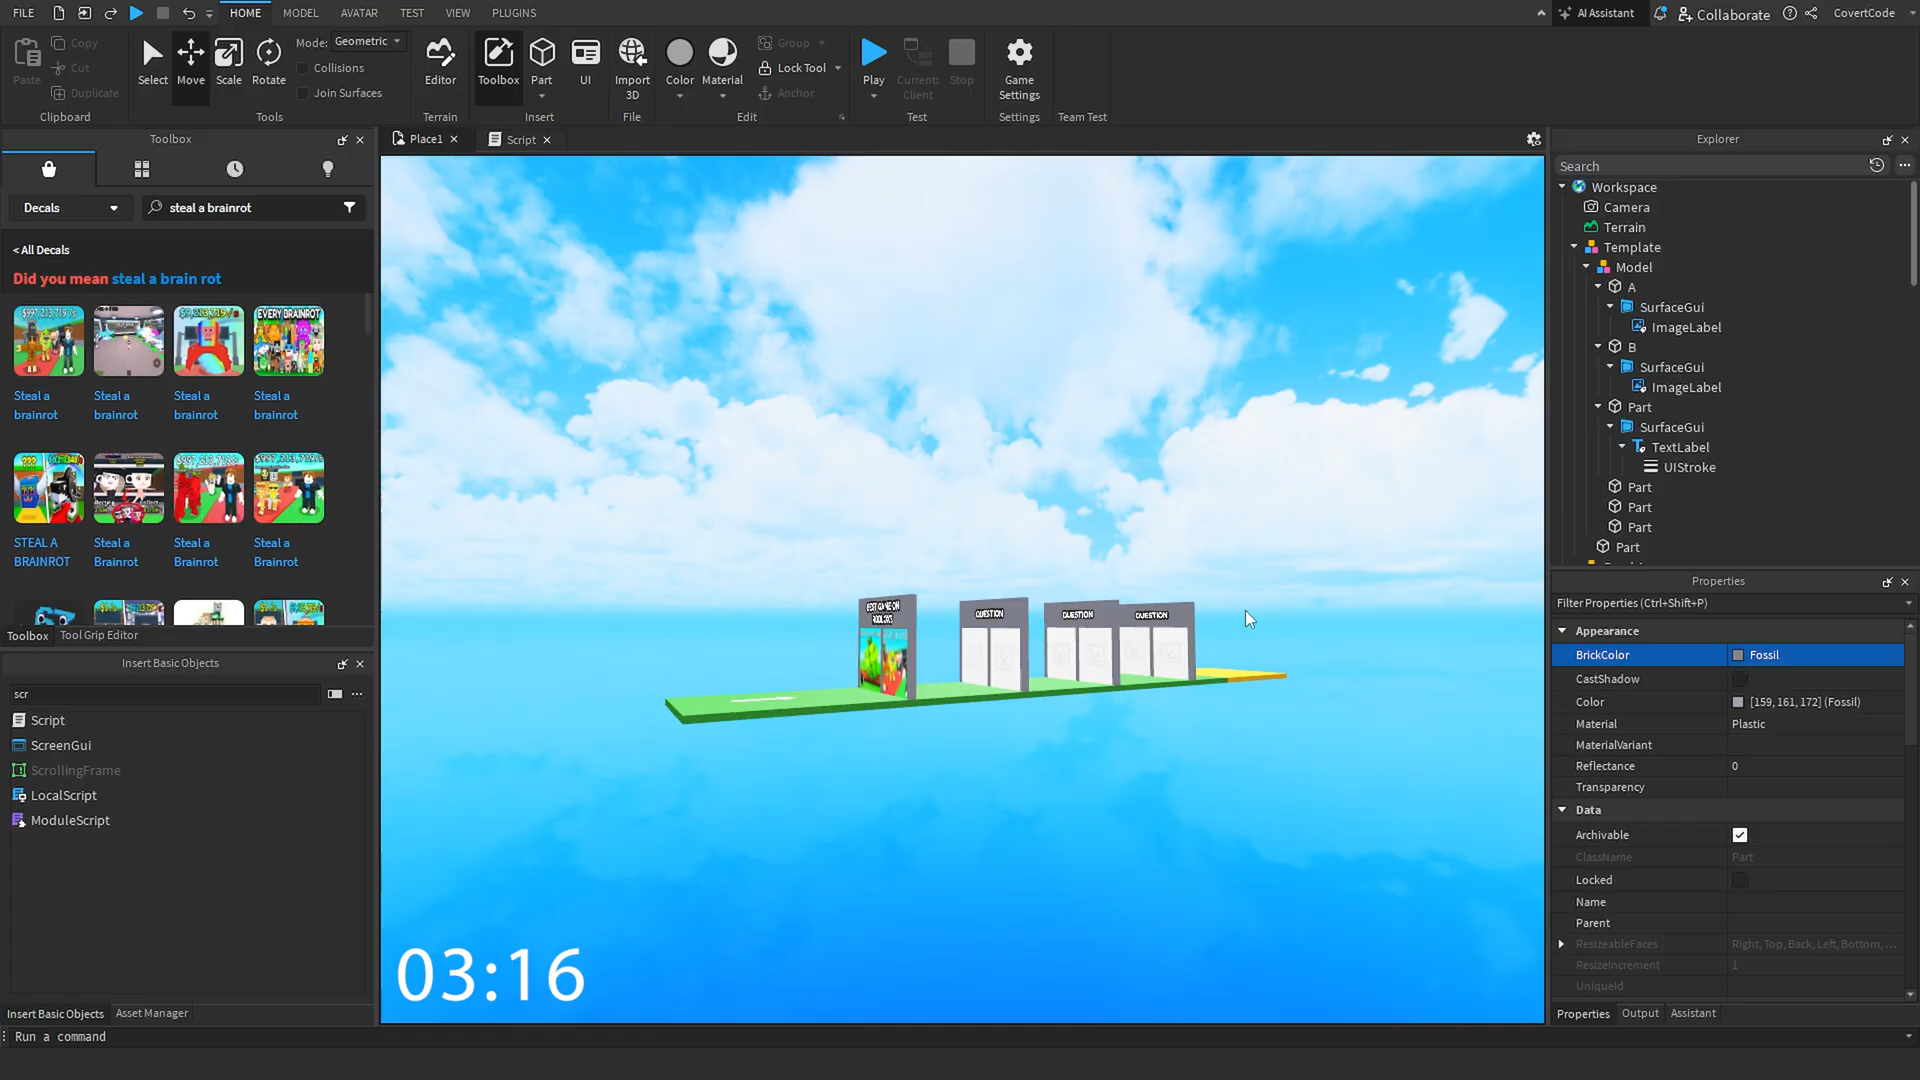 FILE
HOME
MODEL
AVATAR
TEST
VIEW
PLUGINS
AI Assistant
Collaborate
CovertCode
Paste
Copy
Cut
Duplicate
Clipboard
Select
Move
Scale
Rotate
Mode:
Geometric
Collisions
Join Surfaces
Tools
Editor
Terrain
Toolbox
Part
UI
Insert
Import
3D
File
Color
Material
Group
Lock Tool
Anchor
Edit
Play
Current:
Client
Stop
Test
Game
Settings
Settings
Team Test
Toolbox
Place1
Script
Explorer
Decals
steal a brainrot
< All Decals
Did you mean steal a brain rot
$997,213,719/s
EVERY BRAINROT
Steal a
brainrot
Steal a
brainrot
Steal a
brainrot
Steal a
brainrot
STEAL A
BRAINROT
Steal a
Brainrot
Steal a
Brainrot
Steal a
Brainrot
Toolbox
Tool Grip Editor
Insert Basic Objects
scr
Script
ScreenGui
ScrollingFrame
LocalScript
ModuleScript
Insert Basic Objects
Asset Manager
Run a command
QUESTION
QUESTION
QUESTION
03:16
Search
Workspace
Camera
Terrain
Template
Model
A
SurfaceGui
ImageLabel
B
SurfaceGui
ImageLabel
Part
SurfaceGui
TextLabel
UIStroke
Part
Part
Part
Part
Properties
Filter Properties (Ctrl+Shift+P)
Appearance
BrickColor
Fossil
CastShadow
Color
[159, 161, 172] (Fossil)
Material
Plastic
MaterialVariant
Reflectance
0
Transparency
Data
Archivable
ClassName
Part
Locked
Name
Parent
ResizeableFaces
Right, Top, Back, Left, Bottom, ...
ResizeIncrement
1
UniqueId
Properties
Output
Assistant